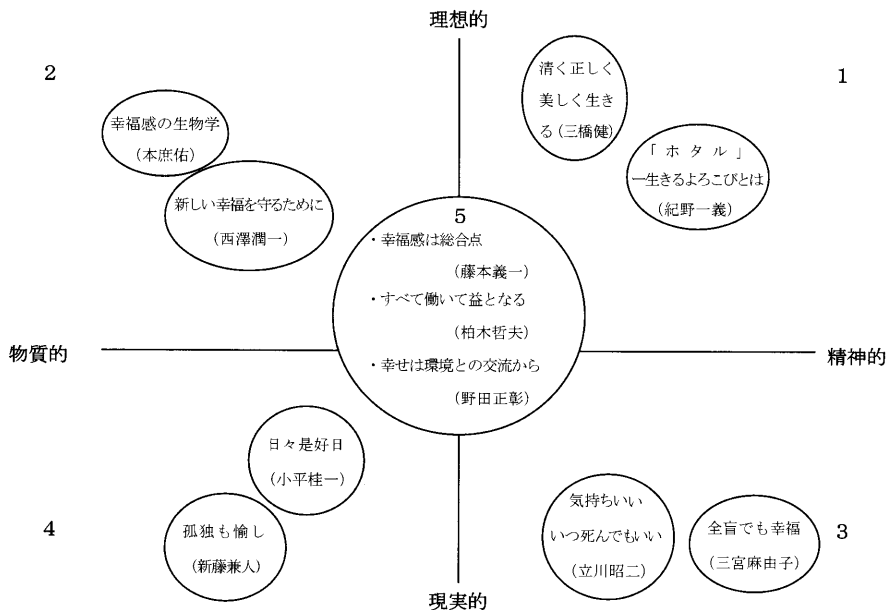 理想的
2
1
清く正しく
美しく生き
る(三橋健)
幸福感の生物学
(本庶佑)
「ホタル」
―生きるよろこびとは
(紀野一義)
新しい幸福を守るために
(西澤潤一)
5
・幸福感は総合点
(藤本義一)
・すべて働いて益となる
(柏木哲夫)
・幸せは環境との交流から
(野田正彰)
物質的
精神的
日々是好日
(小平桂一)
気持ちいい
いつ死んでもいい
(立川昭二)
全盲でも幸福
(三宮麻由子)
4
孤独も愉し
(新藤兼人)
3
現実的